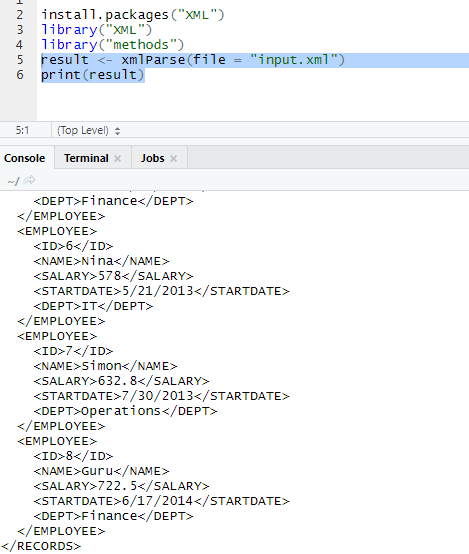 2 install.packages("XML")
3 library("XML")
4 library("methods")
5 result <- xmlParse(file = "input.xml")
6 print(result)
5:1 (Top Level)
Console Terminal Jobs
~/
<DEPT>Finance</DEPT>
</EMPLOYEE>
<EMPLOYEE>
<ID>6</ID>
<NAME>Nina</NAME>
<SALARY>578</SALARY>
<STARTDATE>5/21/2013</STARTDATE>
<DEPT>IT</DEPT>
</EMPLOYEE>
<EMPLOYEE>
<ID>7</ID>
<NAME>Simon</NAME>
<SALARY>632.8</SALARY>
<STARTDATE>7/30/2013</STARTDATE>
<DEPT>Operations</DEPT>
</EMPLOYEE>
<EMPLOYEE>
<ID>8</ID>
<NAME>Guru</NAME>
<SALARY>722.5</SALARY>
<STARTDATE>6/17/2014</STARTDATE>
<DEPT>Finance</DEPT>
</EMPLOYEE>
</RECORDS>